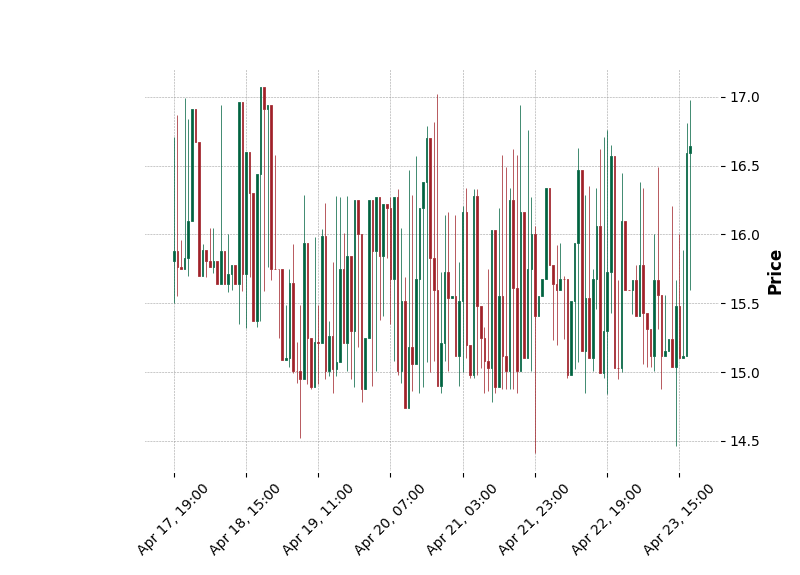 17.0
16.5
16.0
15.5
15.0
14.5
Price
Apr 17, 19:00
Apr 18, 15:00
Apr 19, 11:00
Apr 20, 07:00
Apr 21, 03:00
Apr 21, 23:00
Apr 22, 19:00
Apr 23, 15:00